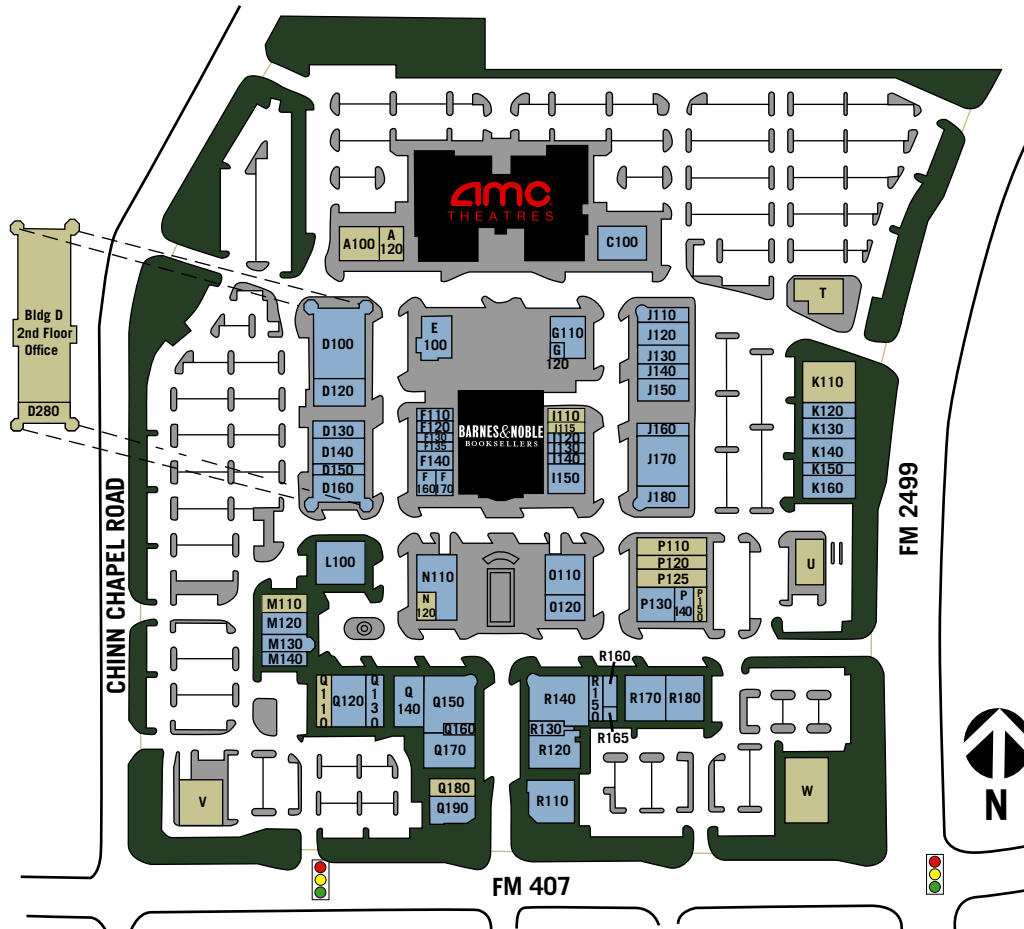 AMC
THEATRES
A100
A
120
C100
Bldg D
2nd Floor
Office
D280
T
D100
D120
D130
D140
D150
D160
E
100
G110
G
120
J110
J120
J130
J140
J150
J160
J170
J180
K110
K120
K130
K140
K150
K160
F110
F120
F130
F135
F140
F
160
F
170
BARNES&NOBLE
BOOKSELLERS
I110
I115
I120
I130
I140
I150
CHINN CHAPEL ROAD
FM 2499
L100
M110
M120
M130
M140
N110
N
120
O110
O120
P110
P120
P125
P130
P
140
P150
U
Q110
Q120
Q130
Q
140
Q150
Q160
Q170
Q180
Q190
R160
R140
R150
R165
R170
R180
R130
R120
R110
V
W
N
FM 407